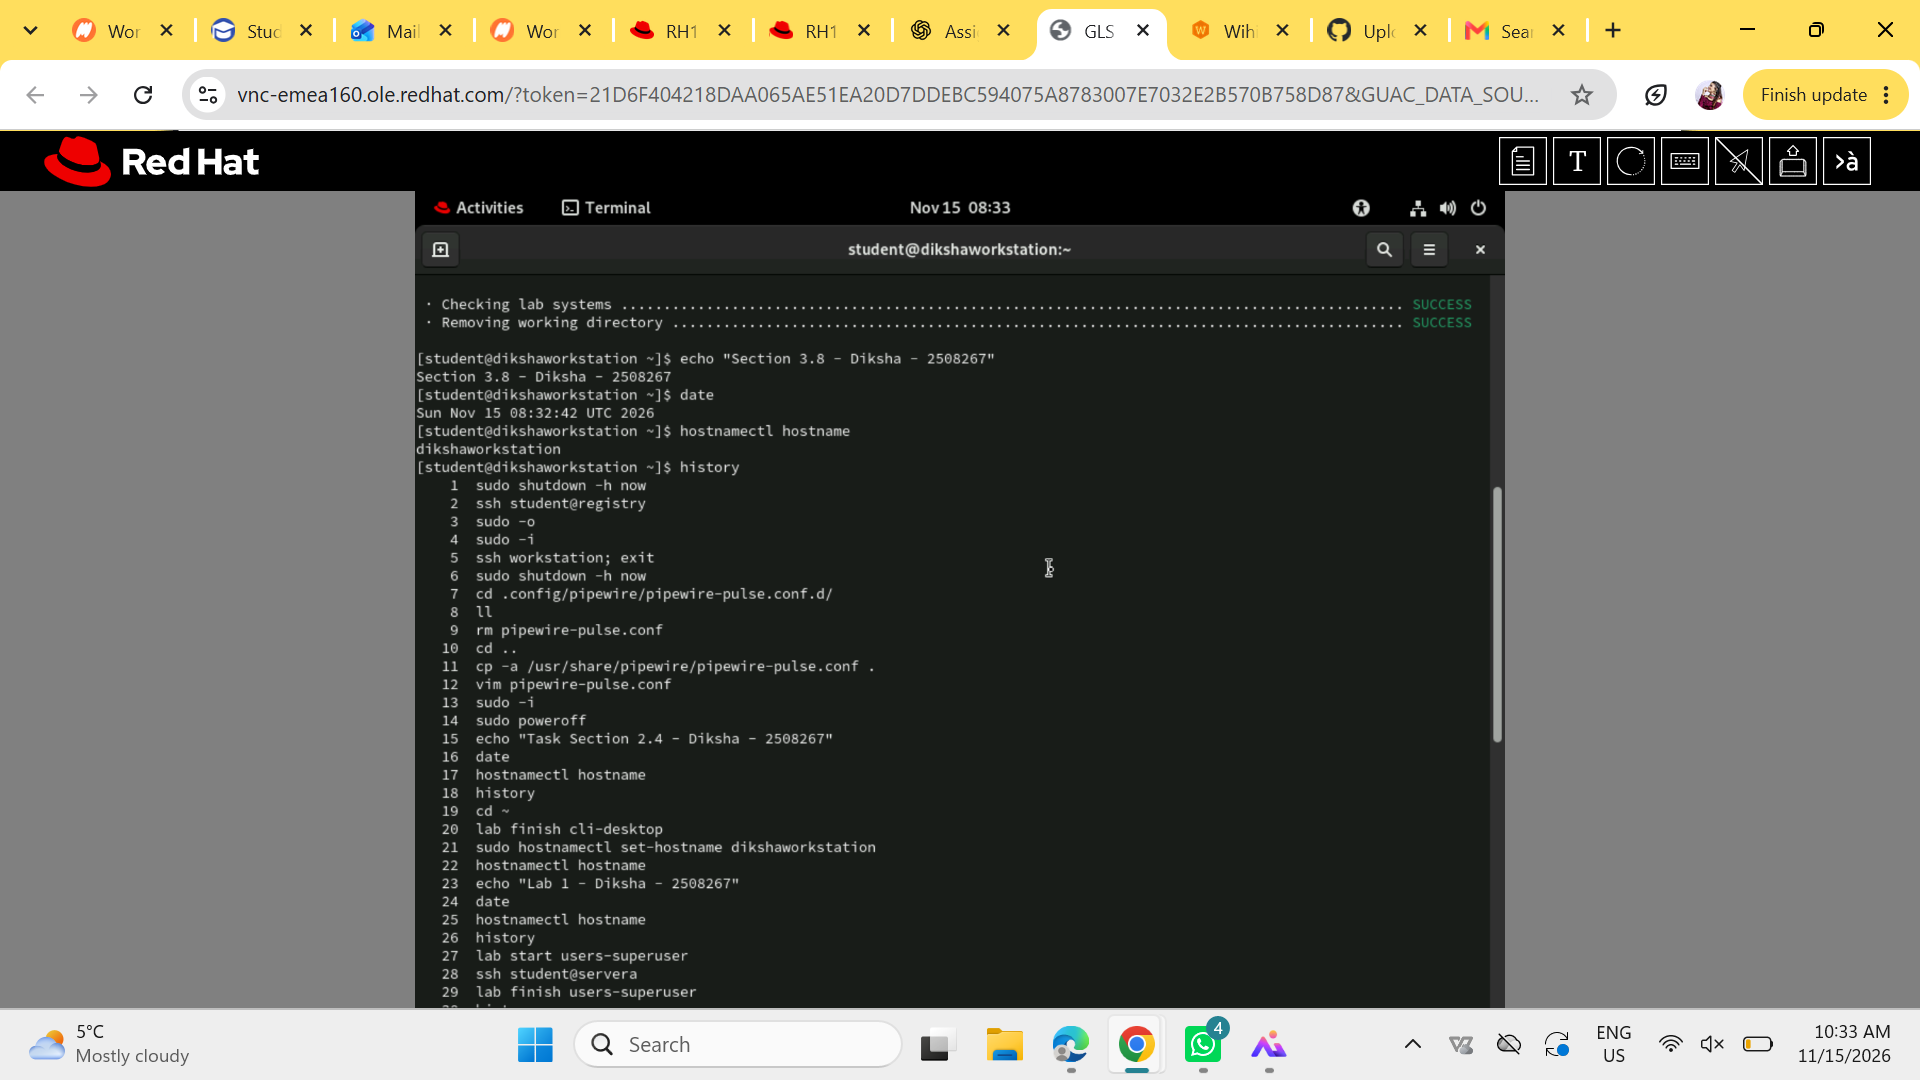 Wor
Stud
Mail
Wor
RH1
RH1
Assi
GLS
Wihi
Uplo
Sear
vnc-emea160.ole.redhat.com/?token=21D6F404218DAA065AE51EA20D7DDEBC594075A8783007E7032E2B570B758D87&GUAC_DATA_SOU...
Finish update
Red Hat
T
›à
Activities
Terminal
Nov 15 08:33
student@dikshaworkstation:~
· Checking lab systems ............................................................................................ SUCCESS
· Removing working directory ...................................................................................... SUCCESS
[student@dikshaworkstation ~]$ echo "Section 3.8 - Diksha - 2508267"
Section 3.8 - Diksha - 2508267
[student@dikshaworkstation ~]$ date
Sun Nov 15 08:32:42 UTC 2026
[student@dikshaworkstation ~]$ hostnamectl hostname
dikshaworkstation
[student@dikshaworkstation ~]$ history
1 sudo shutdown -h now
2 ssh student@registry
3 sudo -o
4 sudo -i
5 ssh workstation; exit
6 sudo shutdown -h now
7 cd .config/pipewire/pipewire-pulse.conf.d/
8 ll
9 rm pipewire-pulse.conf
10 cd ..
11 cp -a /usr/share/pipewire/pipewire-pulse.conf .
12 vim pipewire-pulse.conf
13 sudo -i
14 sudo poweroff
15 echo "Task Section 2.4 - Diksha - 2508267"
16 date
17 hostnamectl hostname
18 history
19 cd ~
20 lab finish cli-desktop
21 sudo hostnamectl set-hostname dikshaworkstation
22 hostnamectl hostname
23 echo "Lab 1 - Diksha - 2508267"
24 date
25 hostnamectl hostname
26 history
27 lab start users-superuser
28 ssh student@servera
29 lab finish users-superuser
5°C
Mostly cloudy
Search
4
ENG
US
10:33 AM
11/15/2026